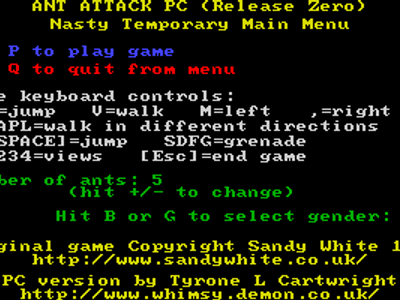 ANT ATTACK PC (Release Zero)
Nasty Temporary Main Menu
P to play game
Q to quit from menu
e keyboard controls:
=jump V=walk M=left ,=right
APL=walk in different directions
SPACE]=jump SDFG=grenade
234=views [Esc]=end game
ber of ants: 5
(hit +/- to change)
Hit B or G to select gender:
ginal game Copyright Sandy White 1
http://www.sandywhite.co.uk/
PC version by Tyrone L Cartwright
http://www.whimsy.demon.co.uk/